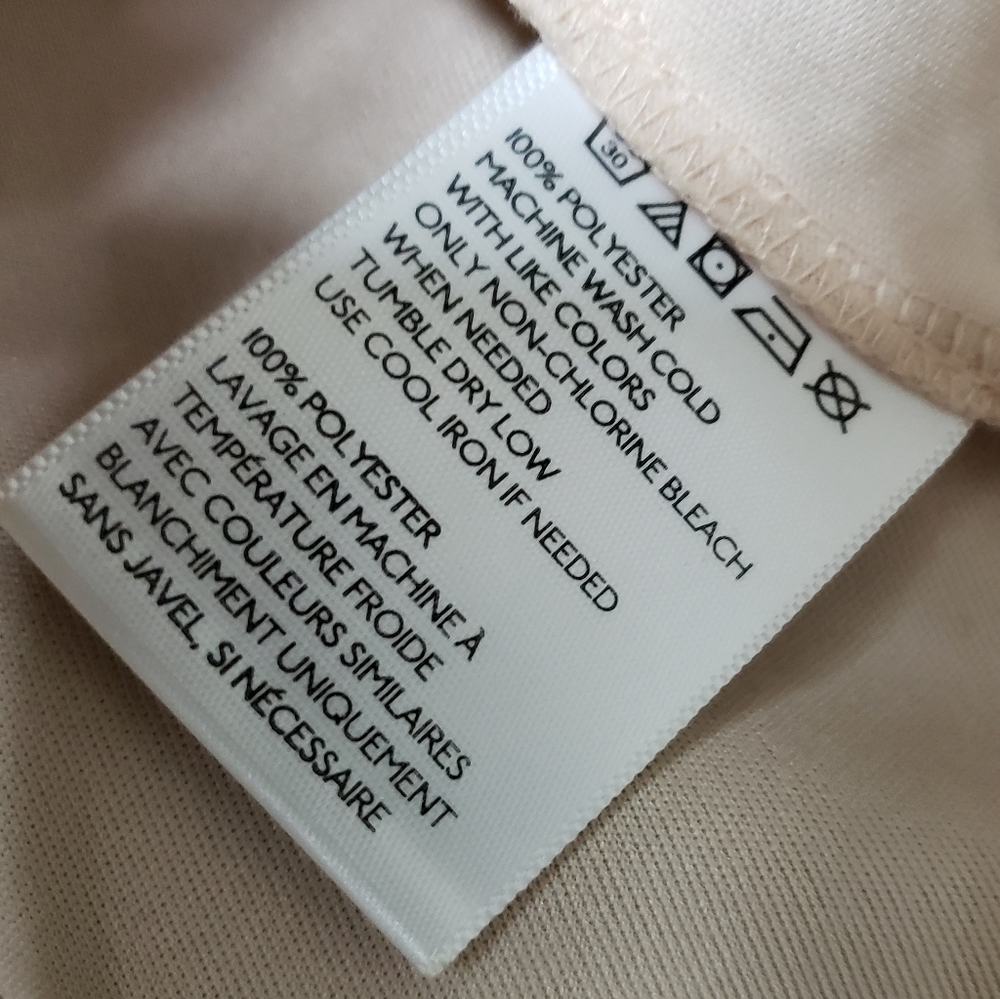 30
100% POLYESTER
MACHINE WASH COLD
WITH LIKE COLORS
ONLY NON-CHLORINE BLEACH
WHEN NEEDED
TUMBLE DRY LOW
USE COOL IRON IF NEEDED
100% POLYESTER
LAVAGE EN MACHINE À
TEMPÉRATURE FROIDE
AVEC COULEURS SIMILAIRES
BLANCHIMENT UNIQUEMENT
SANS JAVEL, SI NÉCESSAIRE